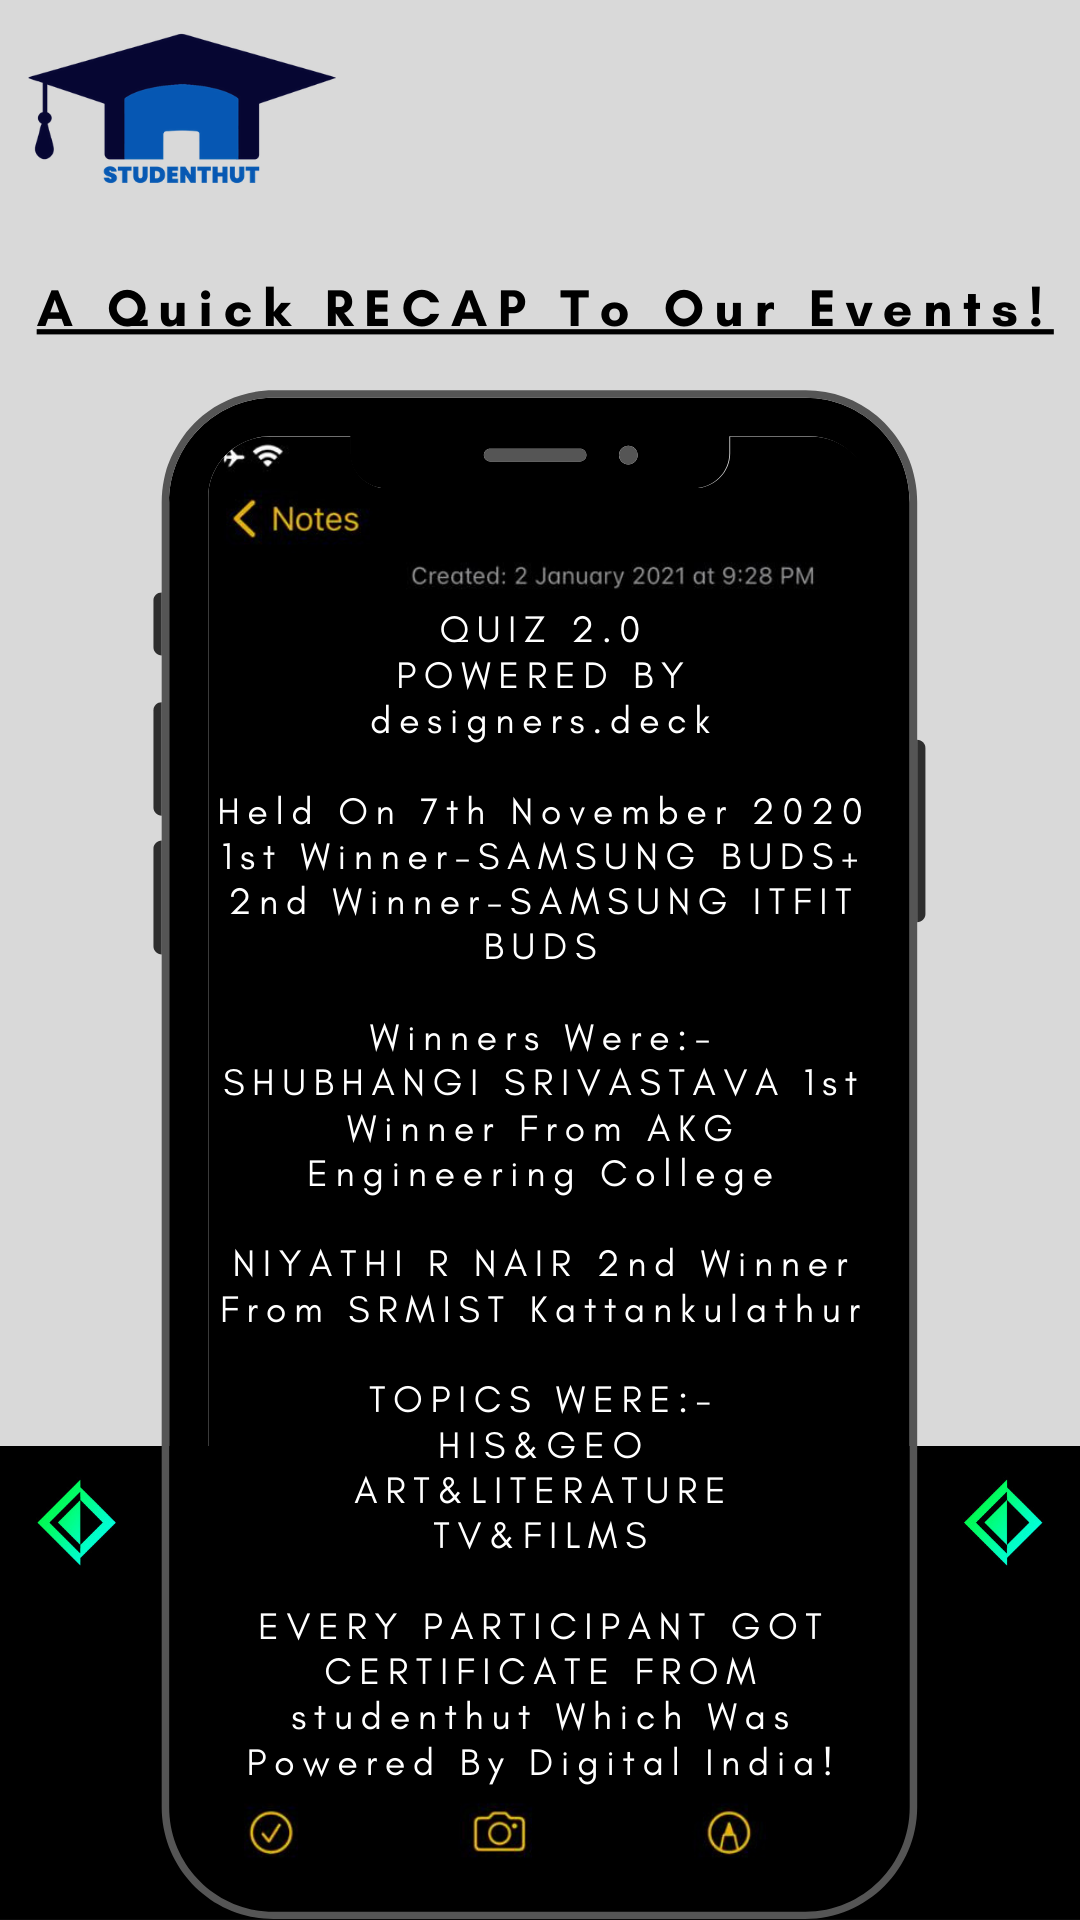 STUDENTHUT
A Quick RECAP To Our Events!
Notes
Created: 2 January 2021 at 9:28 PM
QUIZ 2.0
POWERED BY
designers.deck
Held On 7th November 2020
1st Winner-SAMSUNG BUDS+
2nd Winner-SAMSUNG ITFIT
BUDS
Winners Were:-
SHUBHANGI SRIVASTAVA 1st
Winner From AKG
Engineering College
NIYATHI R NAIR 2nd Winner
From SRMIST Kattankulathur
TOPICS WERE:-
HIS&GEO
ART&LITERATURE
TV&FILMS
EVERY PARTICIPANT GOT
CERTIFICATE FROM
studenthut Which Was
Powered By Digital India!